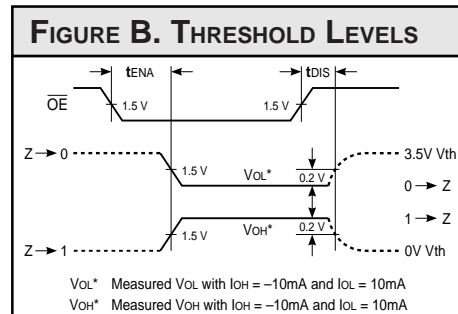 FIGURE B. THRESHOLD LEVELS
tENA tDIS
OE 1.5 V 1.5 V
Z 0 1.5 V VOL* 0.2 V 3.5V Vth
0 Z
1 Z
Z 1 1.5 V VOH* 0.2 V 0V Vth
VOL* Measured VOL with IOH = –10mA and IOL = 10mA
VOH* Measured VOH with IOH = –10mA and IOL = 10mA